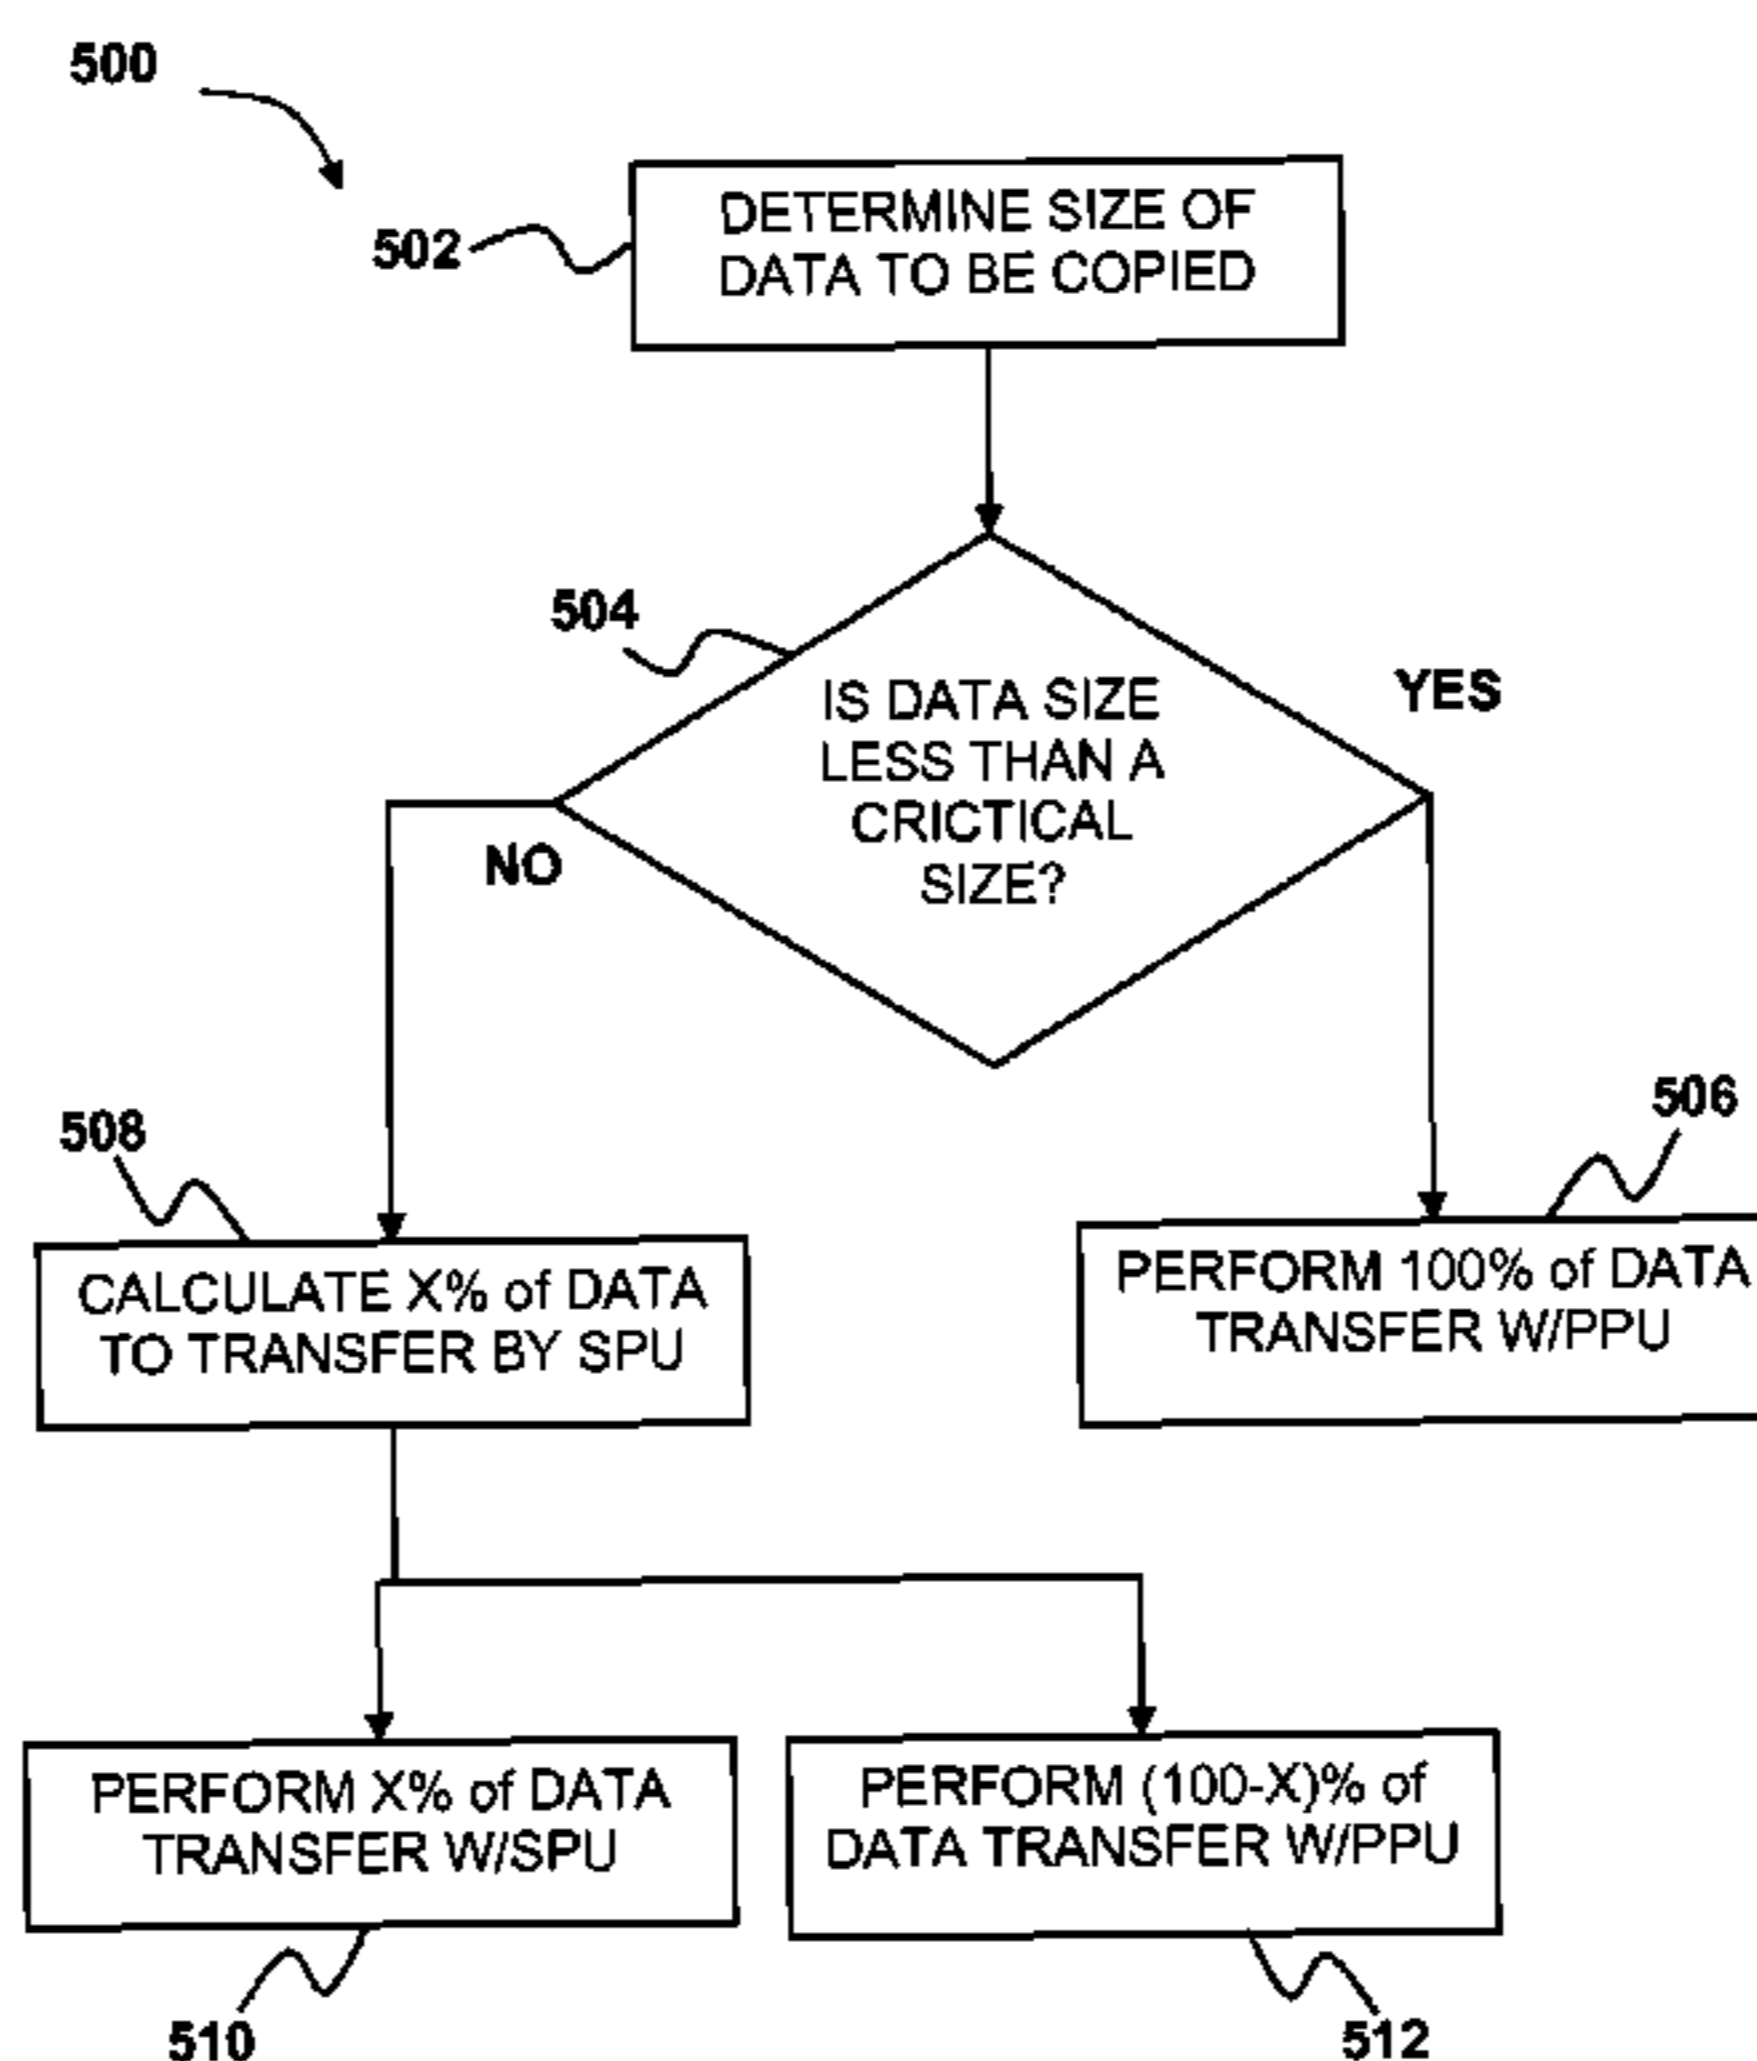 500
502
DETERMINE SIZE OF
DATA TO BE COPIED
504
IS DATA SIZE
LESS THAN A
CRICTICAL
SIZE?
YES
NO
508
506
CALCULATE X% of DATA
TO TRANSFER BY SPU
PERFORM 100% of DATA
TRANSFER W/PPU
PERFORM X% of DATA
TRANSFER W/SPU
PERFORM (100-X)% of
DATA TRANSFER W/PPU
510
512